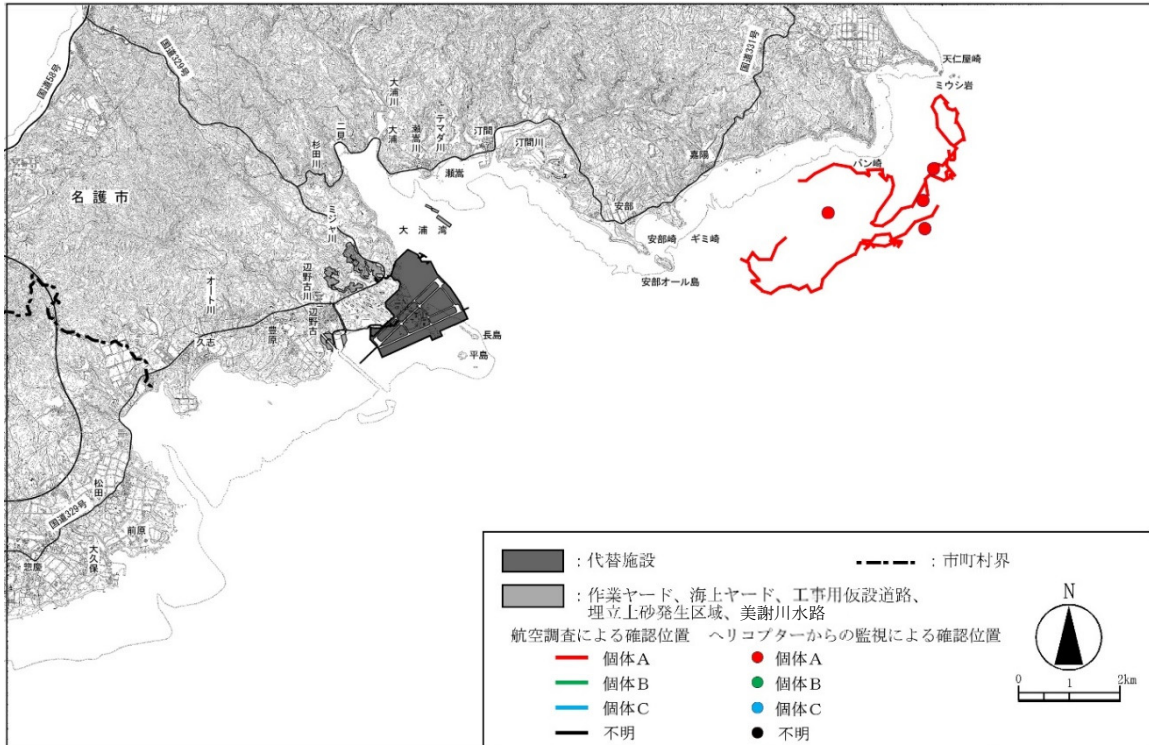 国道58号
国道329号
国道331号
天仁屋崎
ミウシ岩
大浦川
二見
大浦
瀬嵩川
テマダ川
汀間
汀間川
杉田川
瀬嵩
嘉陽
バン崎
名護市
ミジャ川
大浦湾
安部
安部崎
ギミ崎
安部オール島
辺野古川
オート川
辺野古
豊原
久志
長島
平島
松田
国道329号
前原
大久保
惣慶
：代替施設
：市町村界
：作業ヤード、海上ヤード、工事用仮設道路、
埋立土砂発生区域、美謝川水路
航空調査による確認位置 ヘリコプターからの監視による確認位置
個体A 個体A
個体B 個体B
個体C 個体C
不明 不明
N
0 1 2km